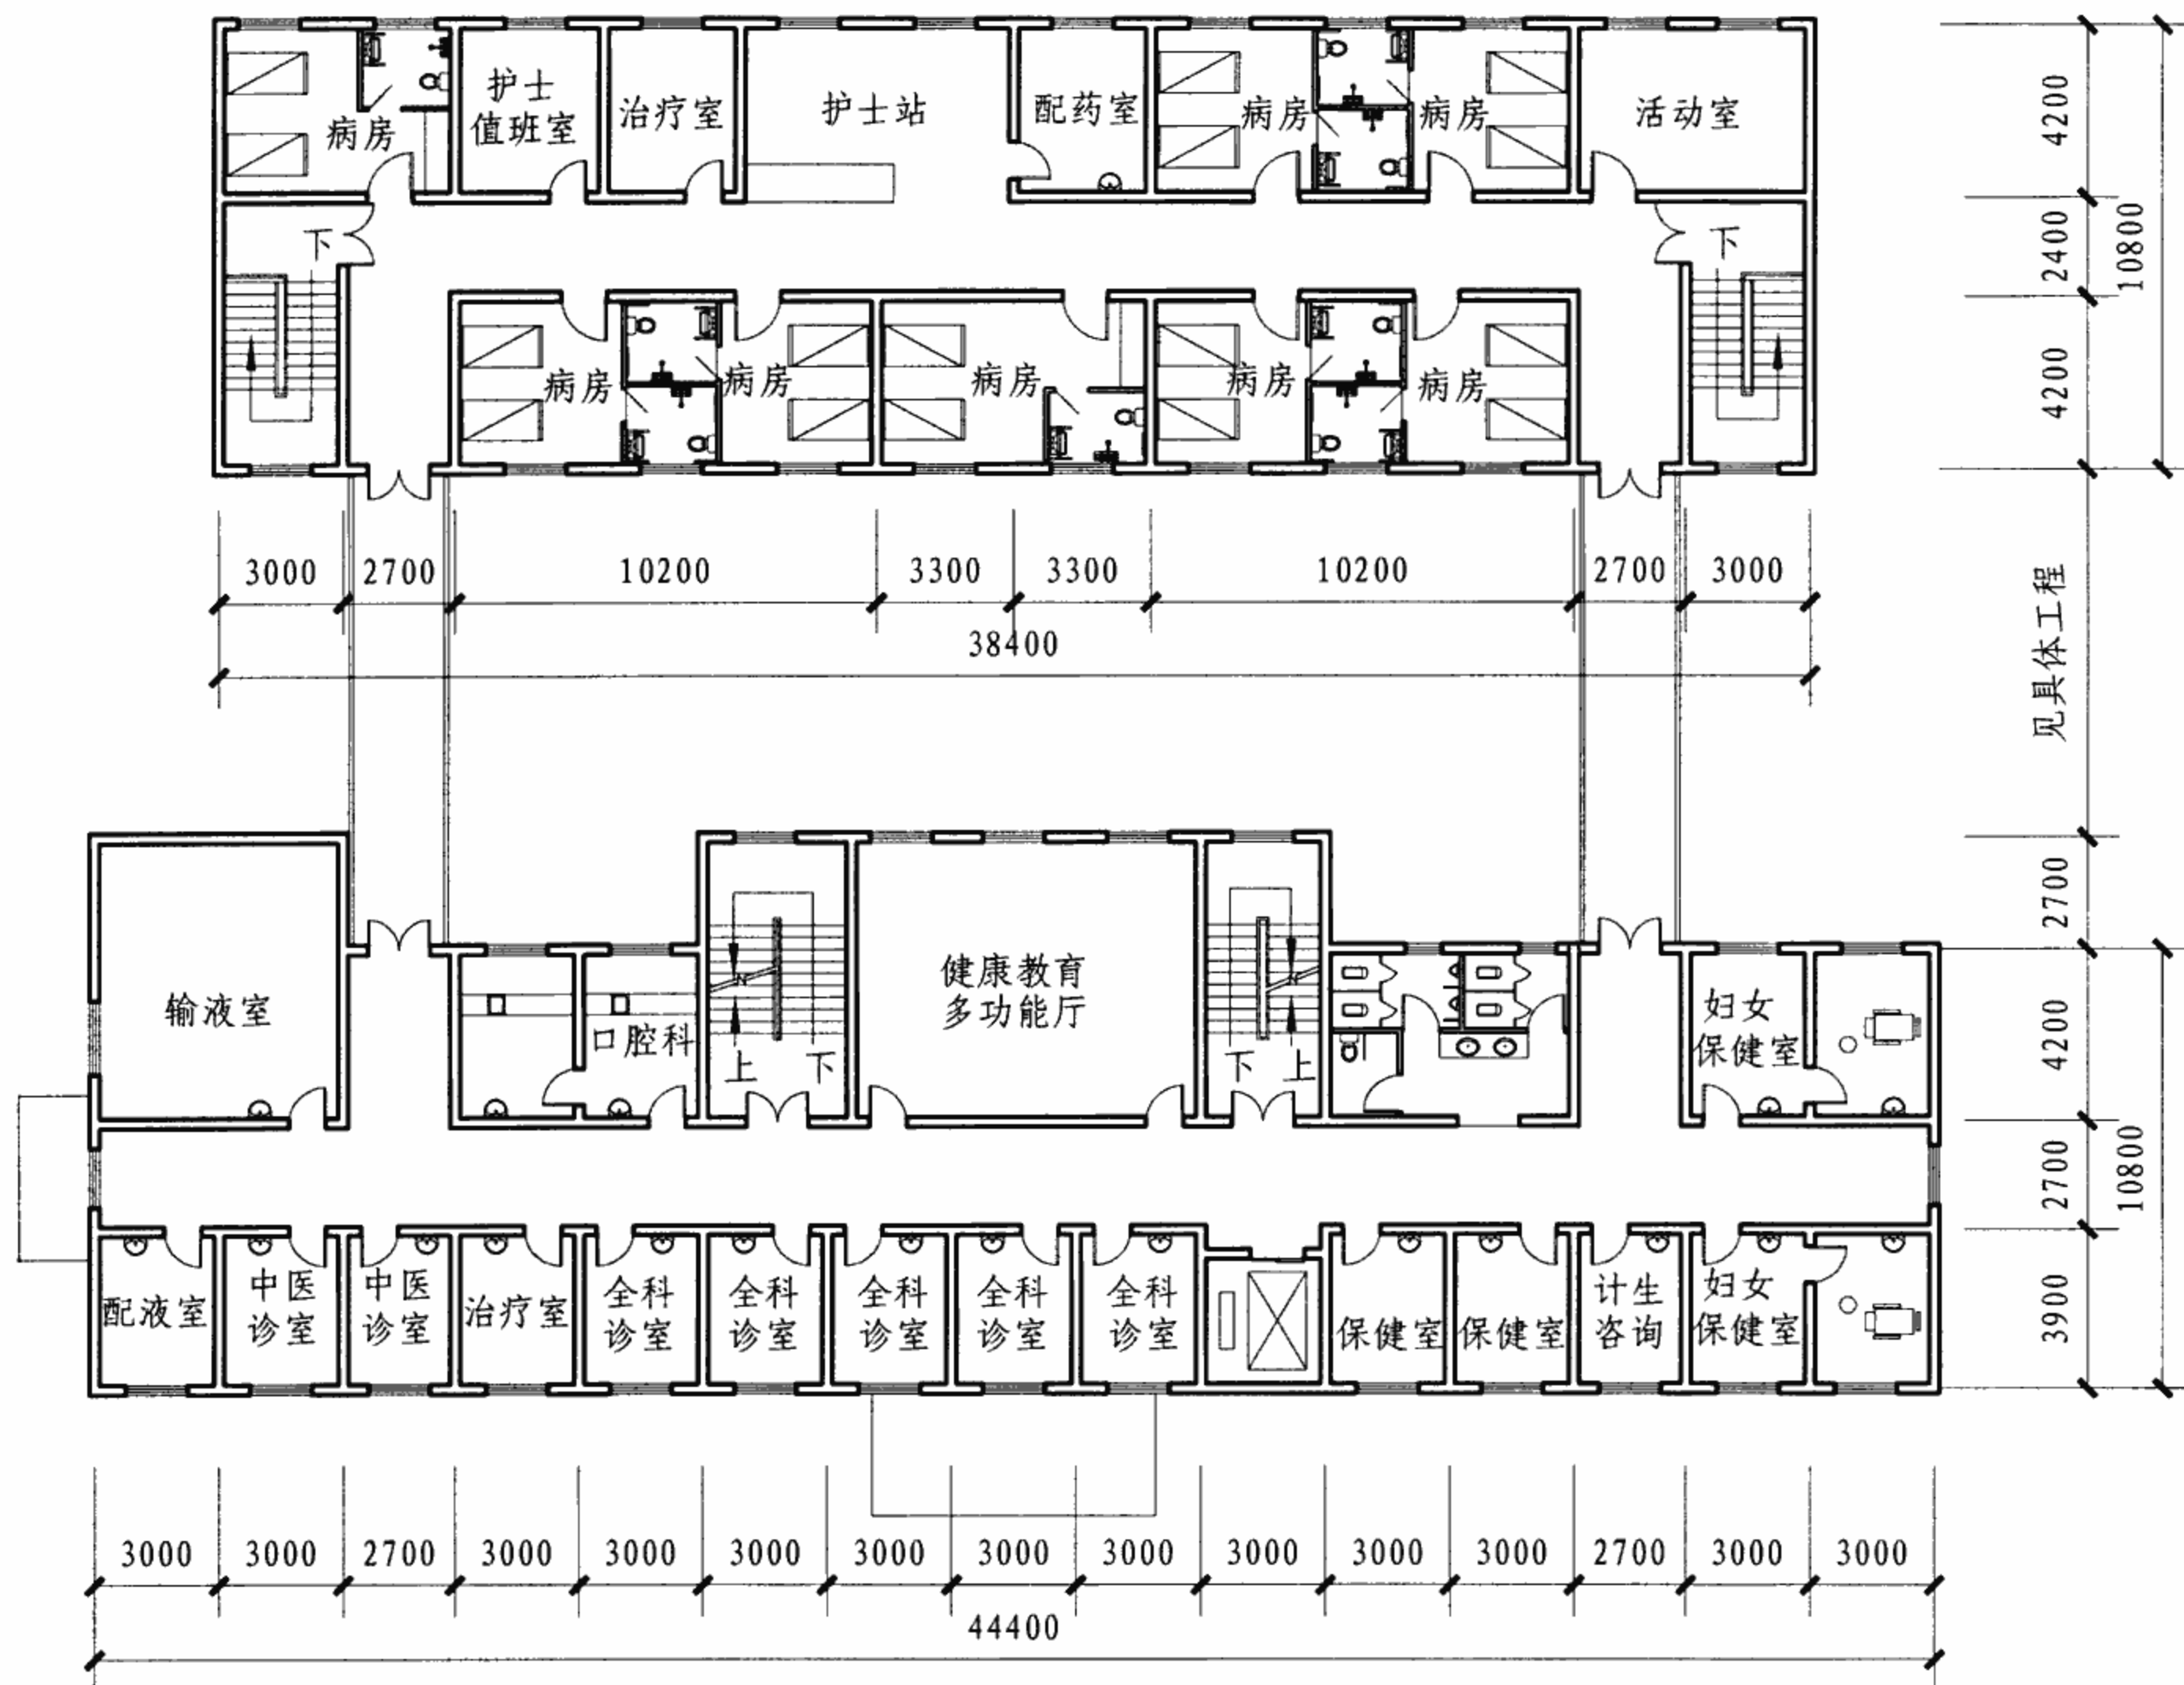 护士
值班室
治疗室
护士站
配药室
病房
病房
活动室
病房
下
下
病房
病房
病房
病房
病房
4200
2400
4200
10800
3000
2700
10200
3300
3300
10200
2700
3000
38400
见具体工程
输液室
口腔科
上
下
健康教育
多功能厅
下
上
妇女
保健室
2700
4200
2700
3900
10800
配液室
中医
诊室
中医
诊室
治疗室
全科
诊室
全科
诊室
全科
诊室
全科
诊室
全科
诊室
保健室
保健室
计生
咨询
妇女
保健室
3000
3000
2700
3000
3000
3000
3000
3000
3000
3000
3000
3000
2700
3000
3000
44400